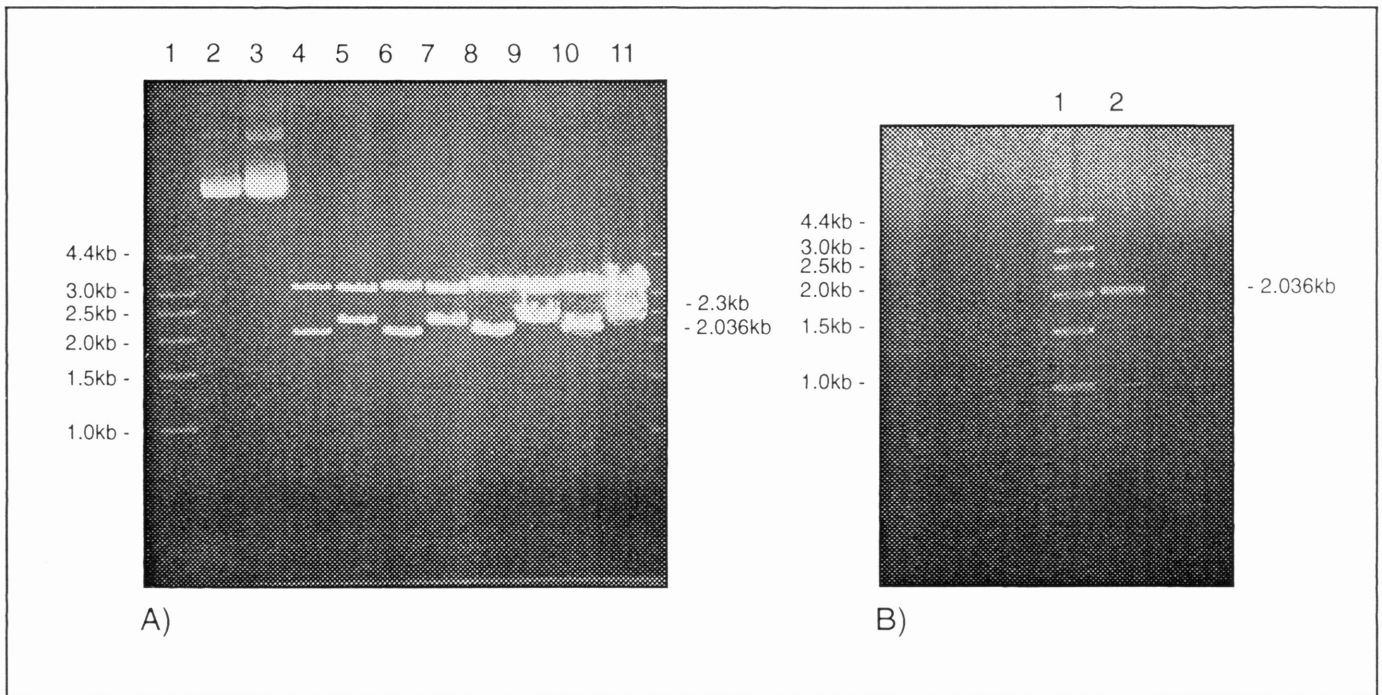 1 2 3 4 5 6 7 8 9 10 11
4.4kb -
3.0kb -
2.5kb -
2.0kb -
1.5kb -
1.0kb -
- 2.3kb
- 2.036kb
A)
1 2
4.4kb -
3.0kb -
2.5kb -
2.0kb -
1.5kb -
1.0kb -
- 2.036kb
B)